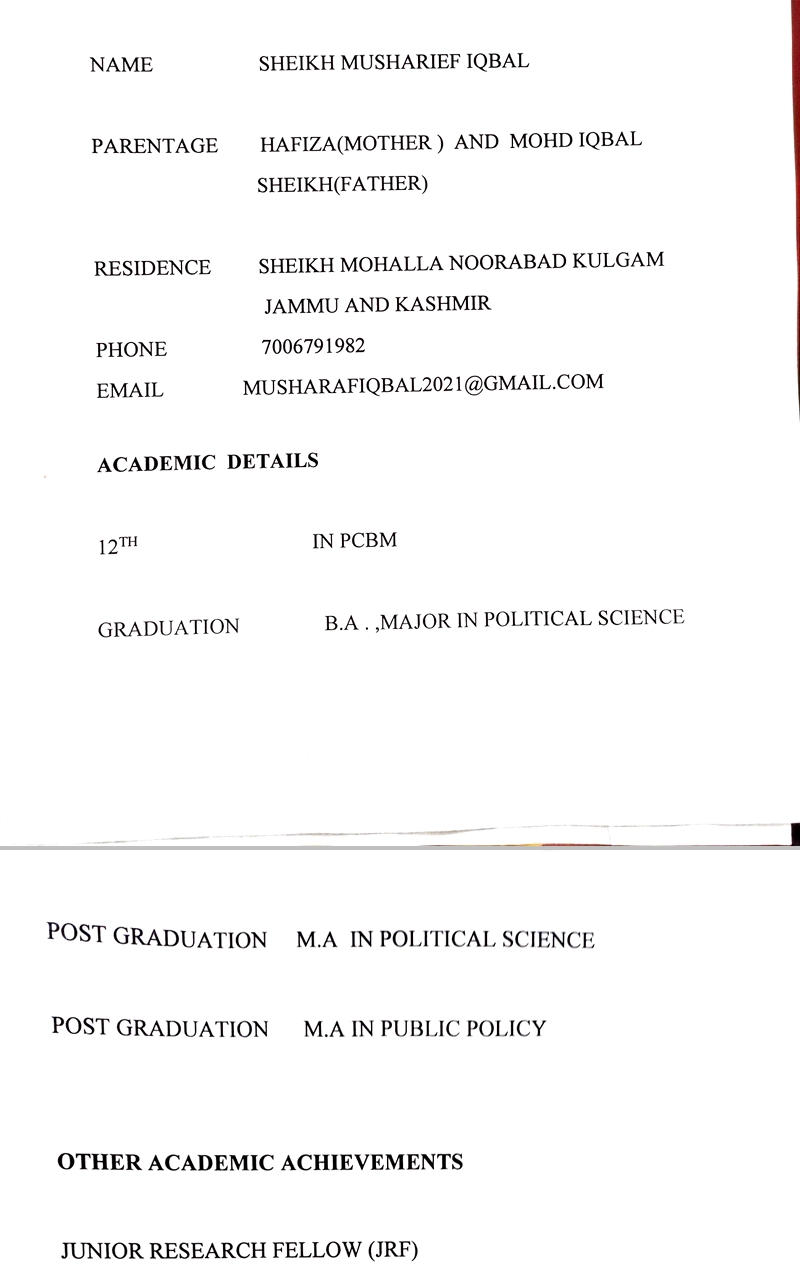 NAME SHEIKH MUSHARIEF IQBAL
PARENTAGE HAFIZA(MOTHER ) AND MOHD IQBAL
SHEIKH(FATHER)
RESIDENCE SHEIKH MOHALLA NOORABAD KULGAM
JAMMU AND KASHMIR
PHONE 7006791982
EMAIL MUSHARAFIQBAL2021@GMAIL.COM
ACADEMIC DETAILS
12TH IN PCBM
GRADUATION B.A . ,MAJOR IN POLITICAL SCIENCE
POST GRADUATION M.A IN POLITICAL SCIENCE
POST GRADUATION M.A IN PUBLIC POLICY
OTHER ACADEMIC ACHIEVEMENTS
JUNIOR RESEARCH FELLOW (JRF)